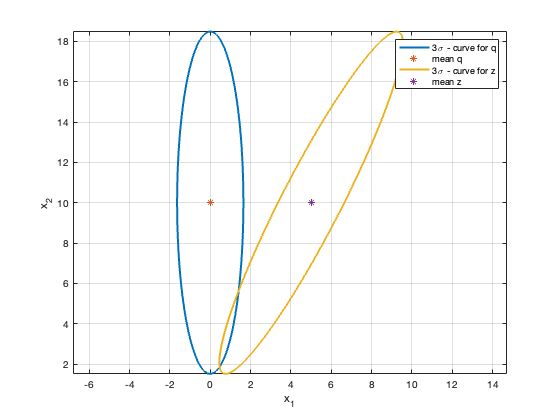 18
16
14
12
10
8
6
4
2
x2
-6 -4 -2 0 2 4 6 8 10 12 14
x1
3σ - curve for q
mean q
3σ - curve for z
mean z